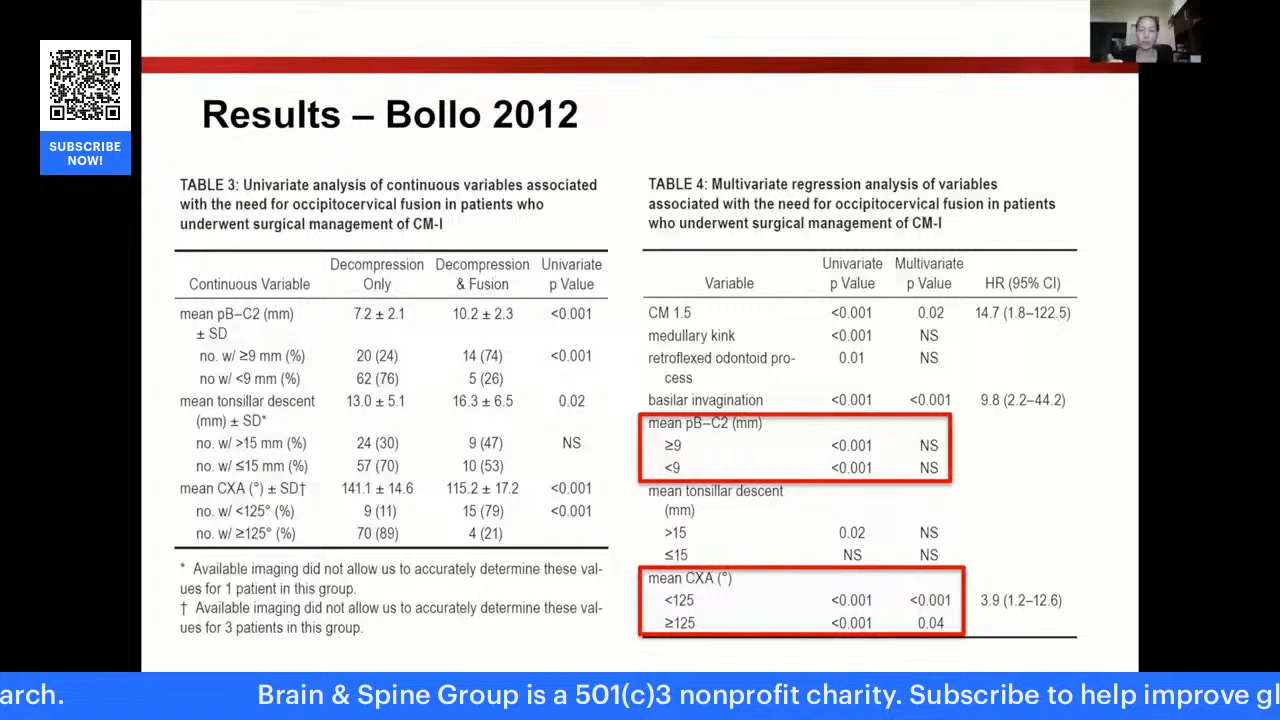 SUBSCRIBE
NOW!
Results – Bollo 2012
TABLE 3: Univariate analysis of continuous variables associated
with the need for occipitocervical fusion in patients who
underwent surgical management of CM-I
Continuous Variable Decompression Only Decompression & Fusion Univariate p Value
mean pB–C2 (mm) ± SD 7.2 ± 2.1 10.2 ± 2.3 <0.001
no. w/ ≥9 mm (%) 20 (24) 14 (74) <0.001
no w/ <9 mm (%) 62 (76) 5 (26)
mean tonsillar descent (mm) ± SD* 13.0 ± 5.1 16.3 ± 6.5 0.02
no. w/ >15 mm (%) 24 (30) 9 (47) NS
no. w/ ≤15 mm (%) 57 (70) 10 (53)
mean CXA (°) ± SD† 141.1 ± 14.6 115.2 ± 17.2 <0.001
no. w/ <125° (%) 9 (11) 15 (79) <0.001
no. w/ ≥125° (%) 70 (89) 4 (21)
* Available imaging did not allow us to accurately determine these val-
ues for 1 patient in this group.
† Available imaging did not allow us to accurately determine these val-
ues for 3 patients in this group.
TABLE 4: Multivariate regression analysis of variables
associated with the need for occipitocervical fusion in patients
who underwent surgical management of CM-I
Variable Univariate p Value Multivariate p Value HR (95% CI)
CM 1.5 <0.001 0.02 14.7 (1.8–122.5)
medullary kink <0.001 NS
retroflexed odontoid pro-
cess 0.01 NS
basilar invagination <0.001 <0.001 9.8 (2.2–44.2)
mean pB–C2 (mm)
≥9 <0.001 NS
<9 <0.001 NS
mean tonsillar descent
(mm)
>15 0.02 NS
≤15 NS NS
mean CXA (°)
<125 <0.001 <0.001 3.9 (1.2–12.6)
≥125 <0.001 0.04
arch. Brain & Spine Group is a 501(c)3 nonprofit charity. Subscribe to help improve gl